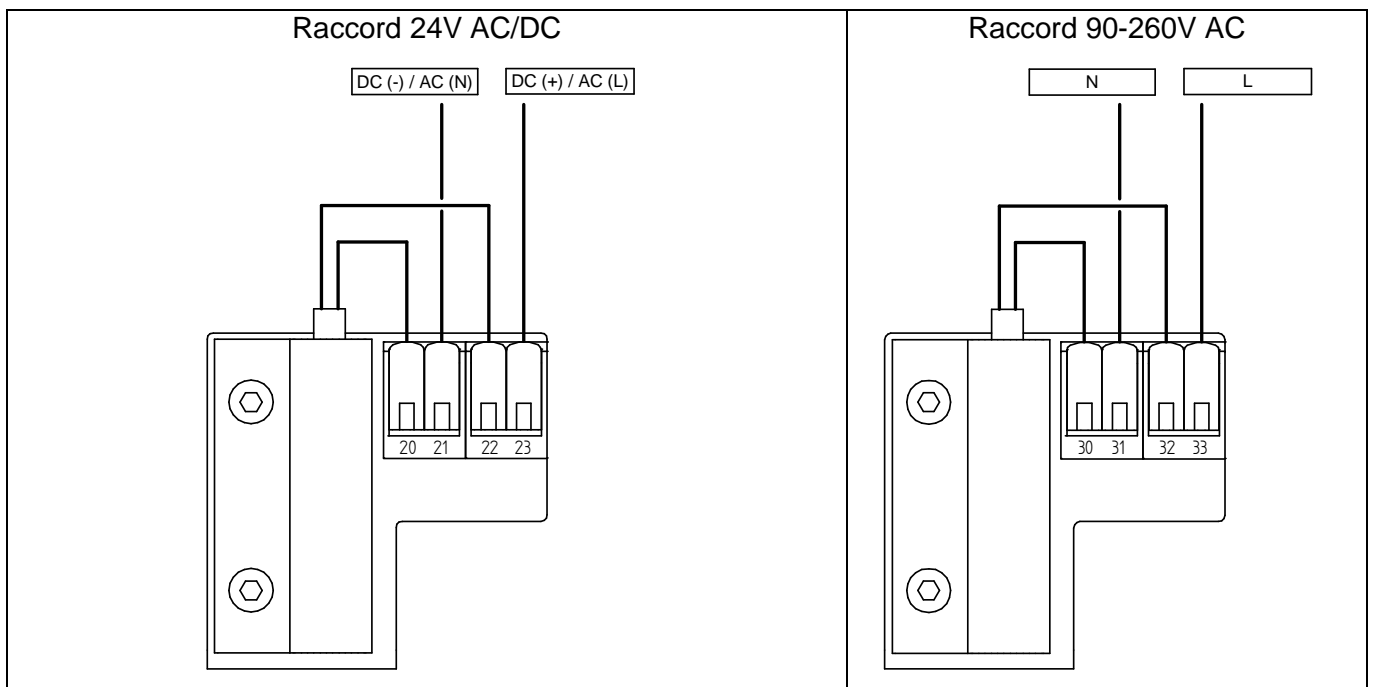 Raccord 24V AC/DC
DC (-) / AC (N) DC (+) / AC (L)
20 21 22 23
Raccord 90-260V AC
N L
30 31 32 33